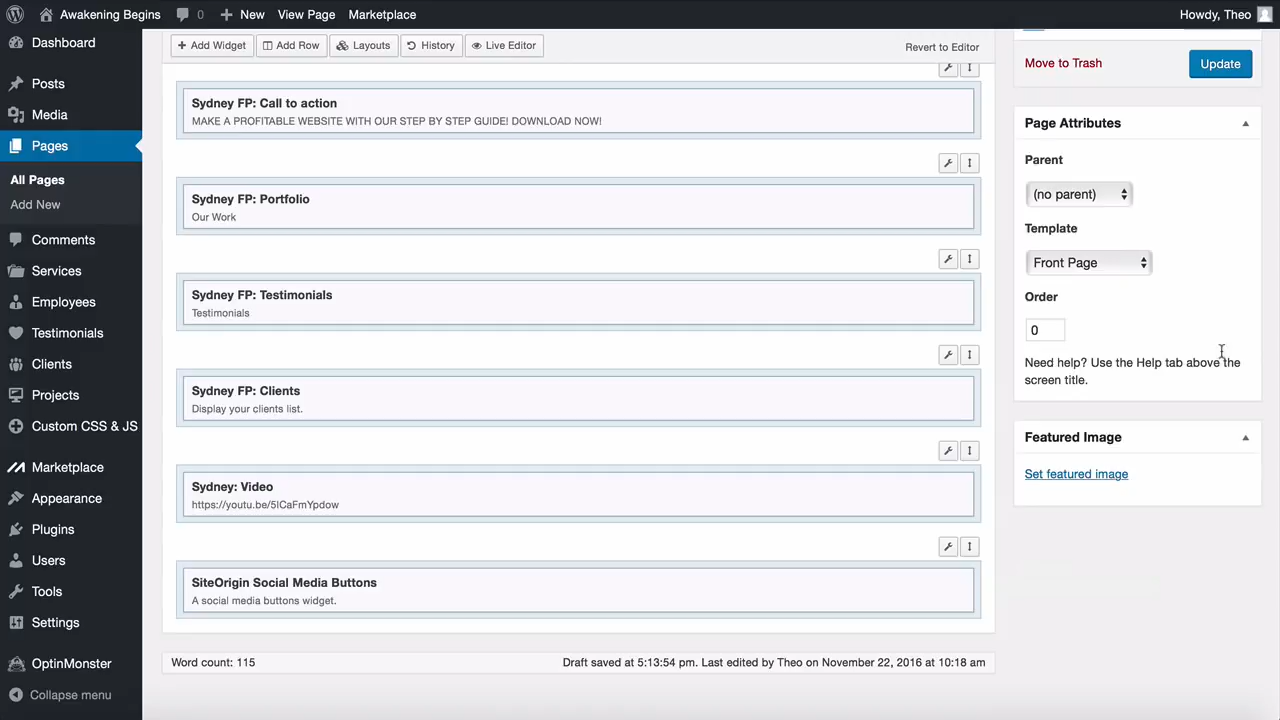 Awakening Begins
0
New
View Page
Marketplace
Howdy, Theo
Dashboard
Posts
Media
Pages
All Pages
Add New
Comments
Services
Employees
Testimonials
Clients
Projects
Custom CSS & JS
Marketplace
Appearance
Plugins
Users
Tools
Settings
OptinMonster
Collapse menu
Add Widget
Add Row
Layouts
History
Live Editor
Revert to Editor
Sydney FP: Call to action
MAKE A PROFITABLE WEBSITE WITH OUR STEP BY STEP GUIDE! DOWNLOAD NOW!
Sydney FP: Portfolio
Our Work
Sydney FP: Testimonials
Testimonials
Sydney FP: Clients
Display your clients list.
Sydney: Video
https://youtu.be/5ICaFmYpdow
SiteOrigin Social Media Buttons
A social media buttons widget.
Word count: 115
Draft saved at 5:13:54 pm. Last edited by Theo on November 22, 2016 at 10:18 am
Move to Trash
Update
Page Attributes
Parent
(no parent)
Template
Front Page
Order
0
Need help? Use the Help tab above the
screen title.
Featured Image
Set featured image